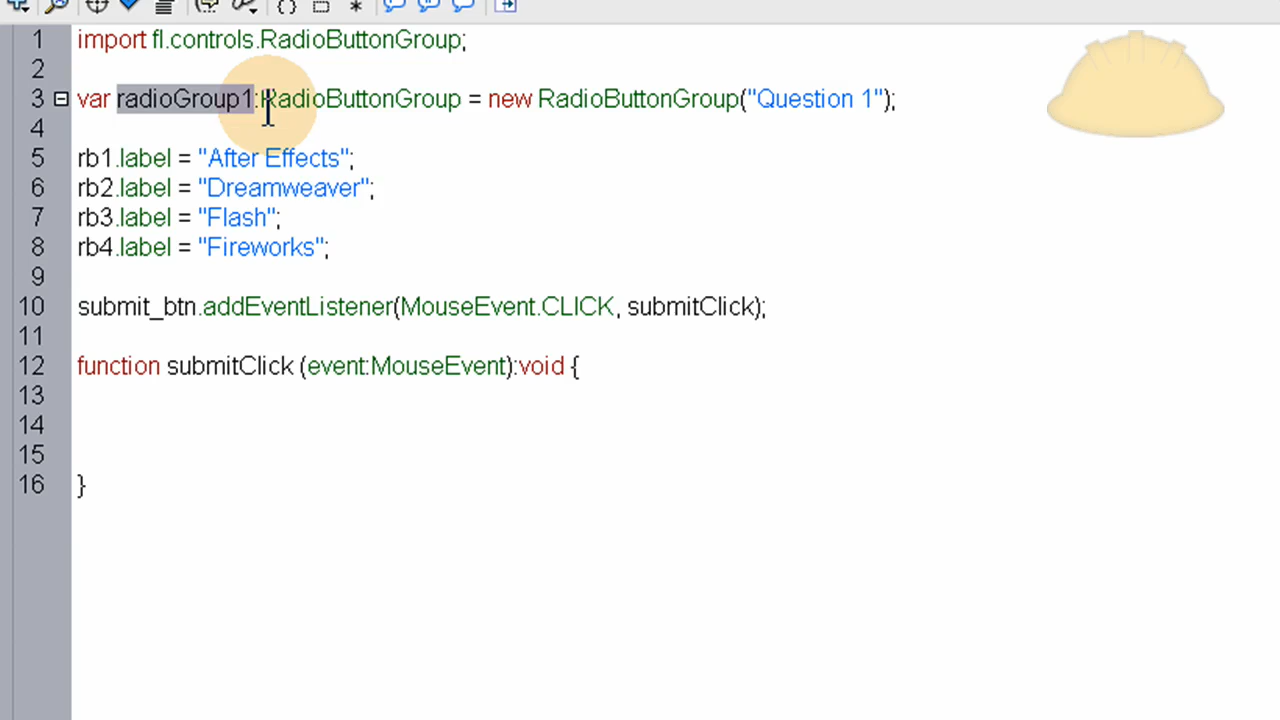 1 import fl.controls.RadioButtonGroup;
2
3 var radioGroup1:RadioButtonGroup = new RadioButtonGroup("Question 1");
4
5 rb1.label = "After Effects";
6 rb2.label = "Dreamweaver";
7 rb3.label = "Flash";
8 rb4.label = "Fireworks";
9
10 submit_btn.addEventListener(MouseEvent.CLICK, submitClick);
11
12 function submitClick (event:MouseEvent):void {
13
14
15
16 }